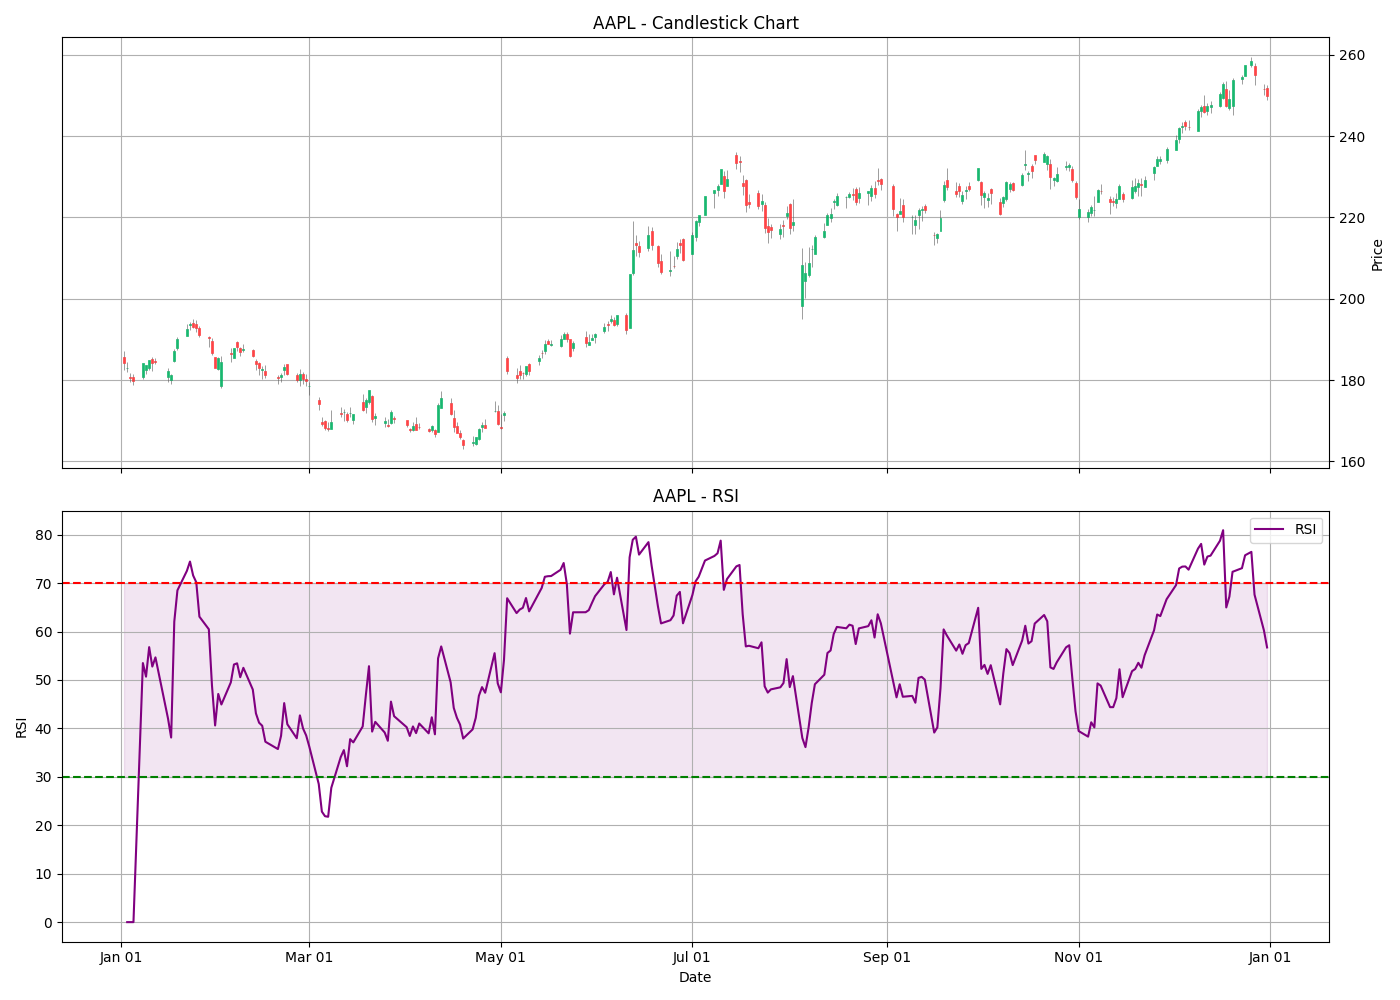 AAPL - Candlestick Chart
260
240
220
200
180
160
Price
AAPL - RSI
RSI
80
70
60
50
40
30
20
10
0
RSI
Jan 01
Mar 01
May 01
Jul 01
Sep 01
Nov 01
Jan 01
Date